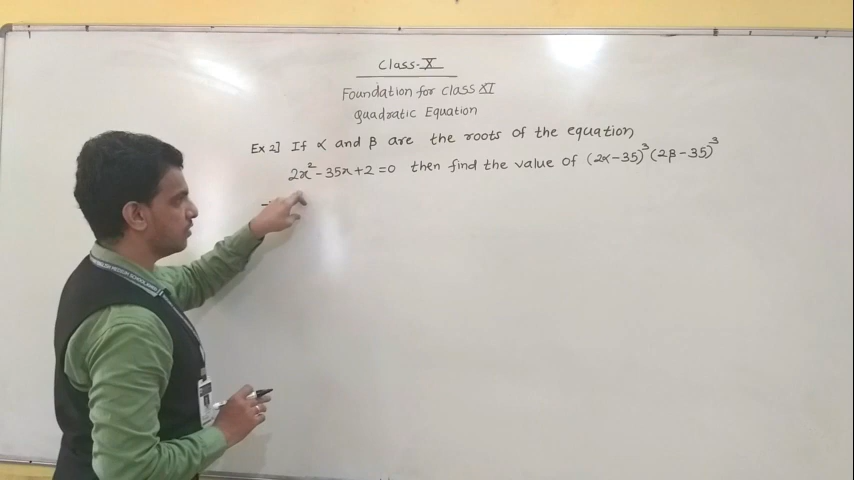 Class-X
Foundation for class XI
Quadratic Equation
Ex 2] If α and β are the roots of the equation
2x²-35x+2=0 then find the value of (2α-35)³(2β-35)³